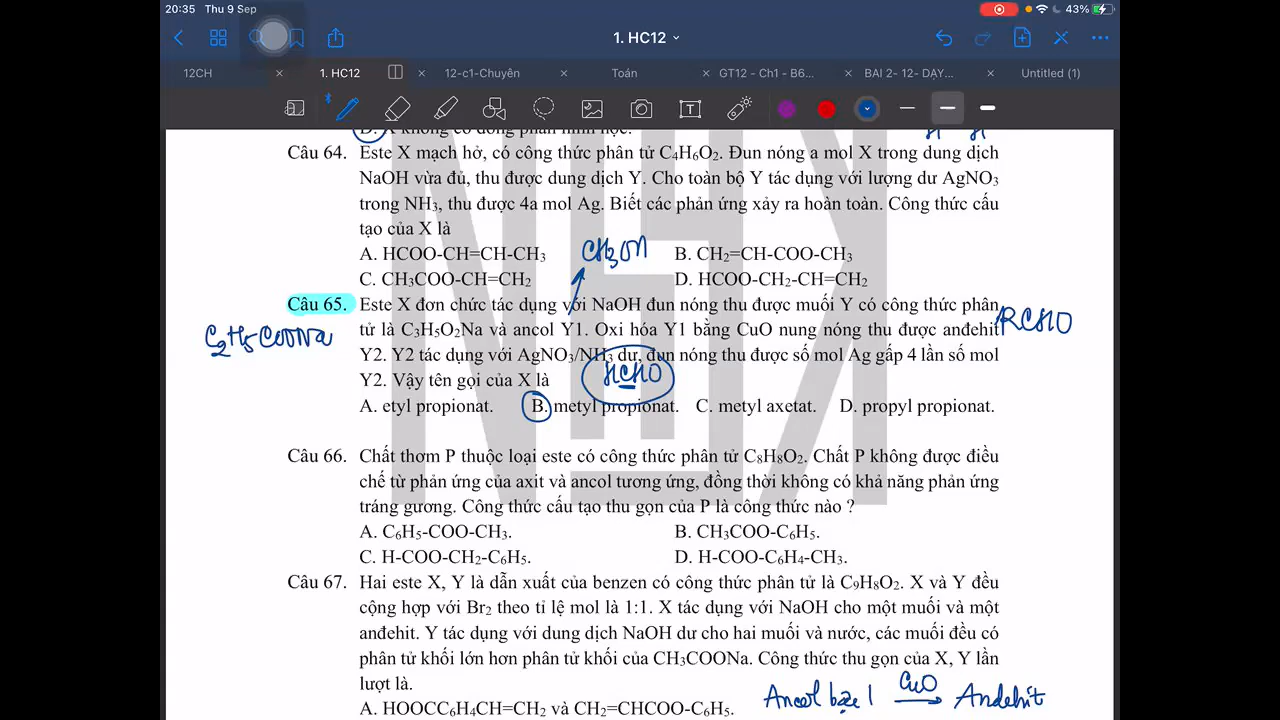 20:35 Thu 9 Sep
43%
1. HC12
12CH
1. HC12
12-c1-Chuyên
Toán
GT12 - Ch1 - B6...
BAI 2- 12- DẠY...
Untitled (1)
D. X không có đồng phân hình học.
H H
Câu 64. Este X mạch hở, có công thức phân tử C4H6O2. Đun nóng a mol X trong dung dịch
NaOH vừa đủ, thu được dung dịch Y. Cho toàn bộ Y tác dụng với lượng dư AgNO3
trong NH3, thu được 4a mol Ag. Biết các phản ứng xảy ra hoàn toàn. Công thức cấu
tạo của X là
CH3OH
A. HCOO-CH=CH-CH3 B. CH2=CH-COO-CH3
C. CH3COO-CH=CH2 D. HCOO-CH2-CH=CH2
Câu 65. Este X đơn chức tác dụng với NaOH đun nóng thu được muối Y có công thức phân
tử là C3H5O2Na và ancol Y1. Oxi hóa Y1 bằng CuO nung nóng thu được anđehit
RCHO
C2H5COONa
Y2. Y2 tác dụng với AgNO3/NH3 dư, đun nóng thu được số mol Ag gấp 4 lần số mol
Y2. Vậy tên gọi của X là
HCHO
A. etyl propionat. B. metyl propionat. C. metyl axetat. D. propyl propionat.
Câu 66. Chất thơm P thuộc loại este có công thức phân tử C8H8O2. Chất P không được điều
chế từ phản ứng của axit và ancol tương ứng, đồng thời không có khả năng phản ứng
tráng gương. Công thức cấu tạo thu gọn của P là công thức nào ?
A. C6H5-COO-CH3. B. CH3COO-C6H5.
C. H-COO-CH2-C6H5. D. H-COO-C6H4-CH3.
Câu 67. Hai este X, Y là dẫn xuất của benzen có công thức phân tử là C9H8O2. X và Y đều
cộng hợp với Br2 theo tỉ lệ mol là 1:1. X tác dụng với NaOH cho một muối và một
anđehit. Y tác dụng với dung dịch NaOH dư cho hai muối và nước, các muối đều có
phân tử khối lớn hơn phân tử khối của CH3COONa. Công thức thu gọn của X, Y lần
lượt là.
Ancol bậc 1 CuO → Andehit
A. HOOCC6H4CH=CH2 và CH2=CHCOO-C6H5.